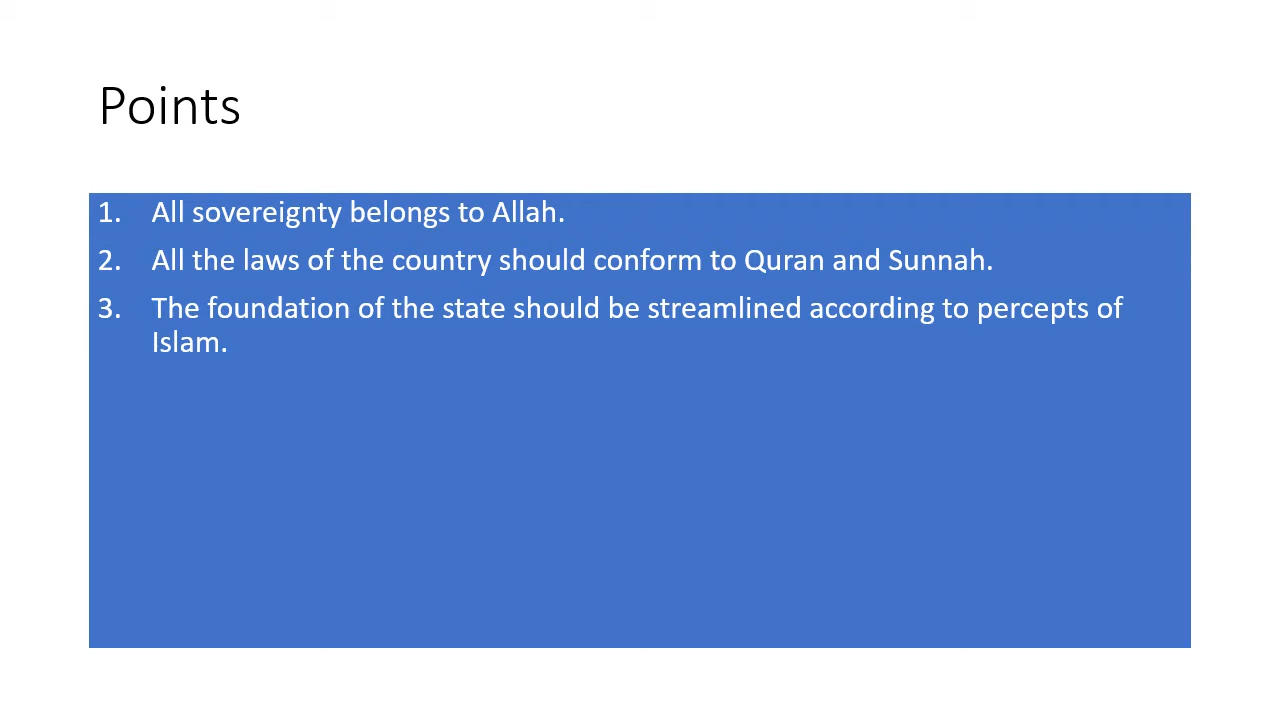 Points
1. All sovereignty belongs to Allah.
2. All the laws of the country should conform to Quran and Sunnah.
3. The foundation of the state should be streamlined according to percepts of
Islam.